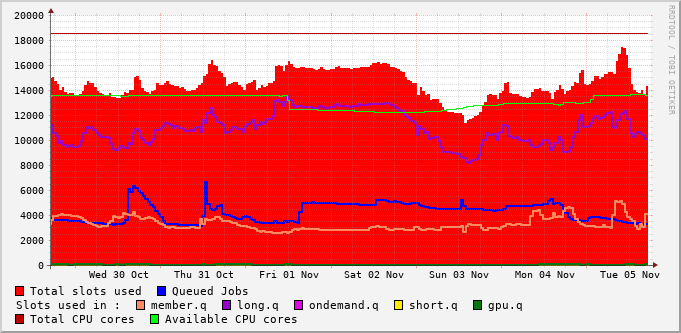 RRDTOOL / TOBI OETIKER
20000
18000
16000
14000
12000
10000
8000
6000
4000
2000
0
Wed 30 Oct Thu 31 Oct Fri 01 Nov Sat 02 Nov Sun 03 Nov Mon 04 Nov Tue 05 Nov
Total slots used Queued Jobs
Slots used in : member.q long.q ondemand.q short.q gpu.q
Total CPU cores Available CPU cores